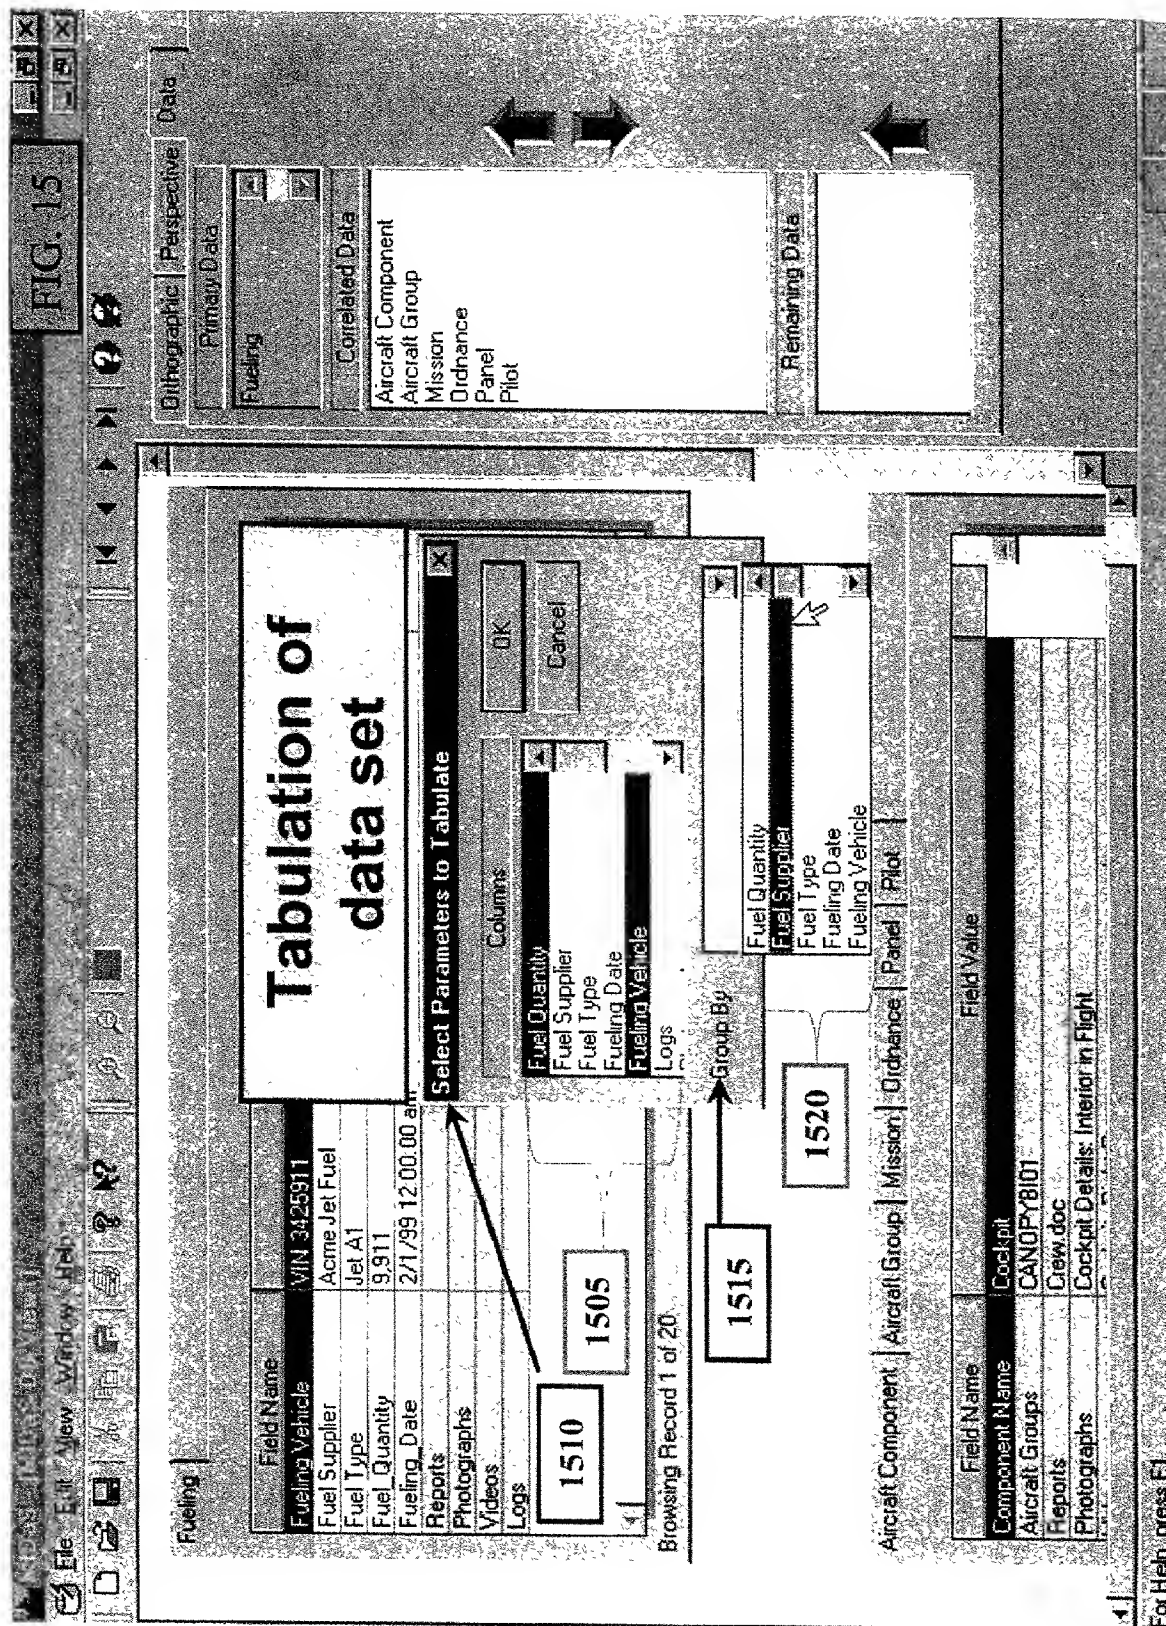 FIG. 15
File Edit View Window Help
Fueling
Field Name
Fueling Vehicle VIN 3425911
Fuel Supplier Acme Jet Fuel
Fuel Type Jet A1
Fuel_Quantity 9,911
Fueling_Date 2/1/99 12:00:00 am
Reports
Photographs
Videos
Logs
Browsing Record 1 of 20
Tabulation of
data set
Select Parameters to Tabulate
Columns
OK
Cancel
Fuel Quantity
Fuel Supplier
Fuel Type
Fueling Date
Fueling Vehicle
Logs
Group By
Fuel Quantity
Fuel Supplier
Fuel Type
Fueling Date
Fueling Vehicle
1510
1505
1515
1520
Aircraft Component Aircraft Group Mission Ordnance Panel Pilot
Field Name Field Value
Component Name Cockpit
Aircraft Groups CANOPY8I01
Reports Crew.doc
Photographs Cockpit Details: Interior in Flight
Orthographic Perspective Data
Primary Data
Fueling
Correlated Data
Aircraft Component
Aircraft Group
Mission
Ordnance
Panel
Pilot
Remaining Data
For Help, press F1